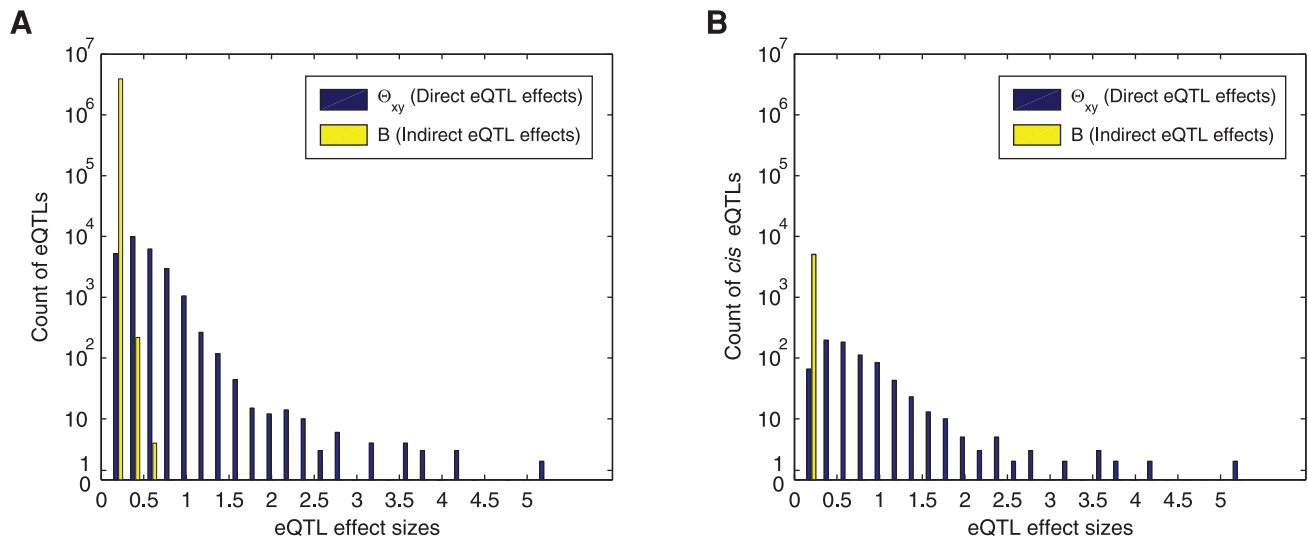 A
Count of eQTLs
10^7
10^6
10^5
10^4
10^3
10^2
10
1
0
Θ_xy (Direct eQTL effects)
B (Indirect eQTL effects)
0 0.5 1 1.5 2 2.5 3 3.5 4 4.5 5
eQTL effect sizes
B
Count of cis eQTLs
10^7
10^6
10^5
10^4
10^3
10^2
10
1
0
Θ_xy (Direct eQTL effects)
B (Indirect eQTL effects)
0 0.5 1 1.5 2 2.5 3 3.5 4 4.5 5
eQTL effect sizes